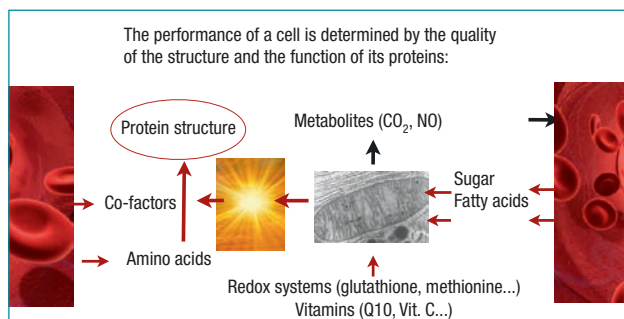 The performance of a cell is determined by the quality
of the structure and the function of its proteins:
Protein structure
Metabolites (CO₂, NO)
Co-factors
Sugar
Fatty acids
Amino acids
Redox systems (glutathione, methionine...)
Vitamins (Q10, Vit. C...)